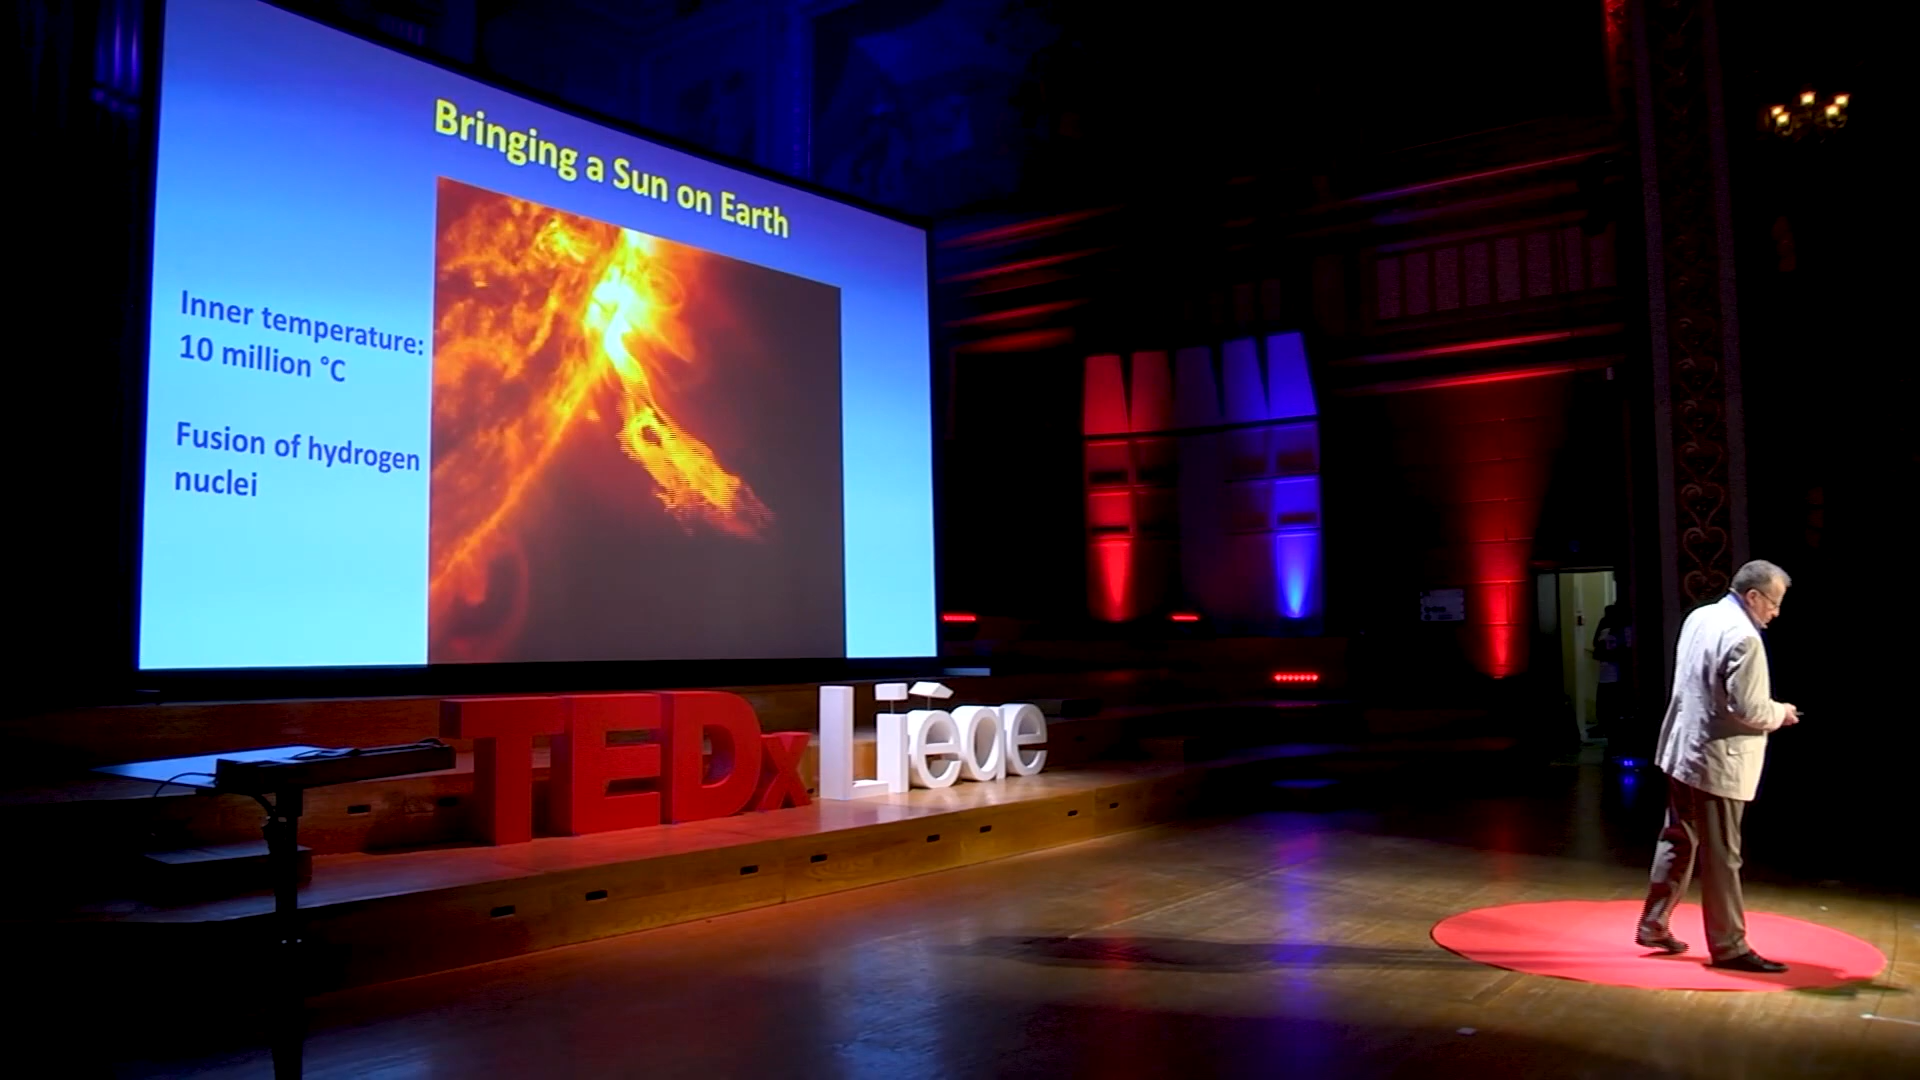 Bringing a Sun on Earth
Inner temperature:
10 million °C
Fusion of hydrogen
nuclei
TEDx Liège